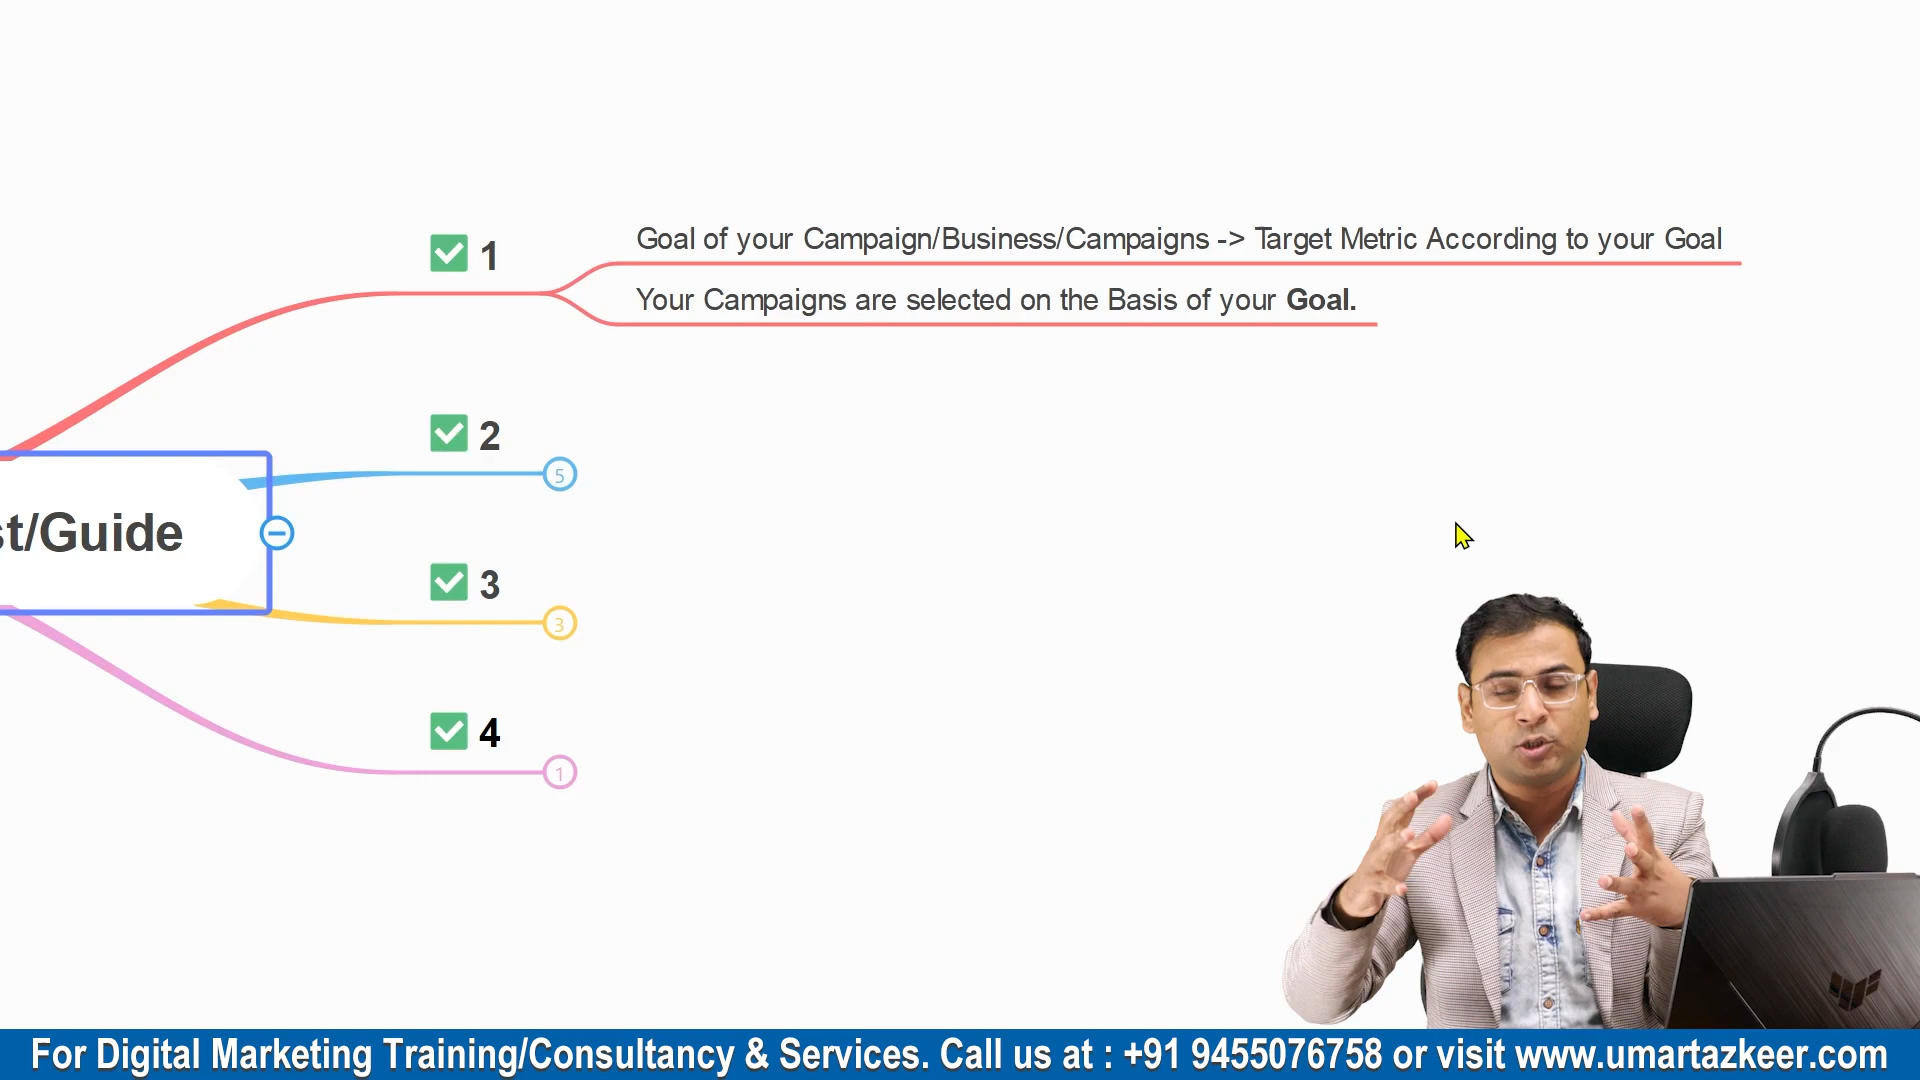 1
Goal of your Campaign/Business/Campaigns -> Target Metric According to your Goal
Your Campaigns are selected on the Basis of your Goal.
2
5
st/Guide
3
3
4
1
For Digital Marketing Training/Consultancy & Services. Call us at : +91 9455076758 or visit www.umartazkeer.com